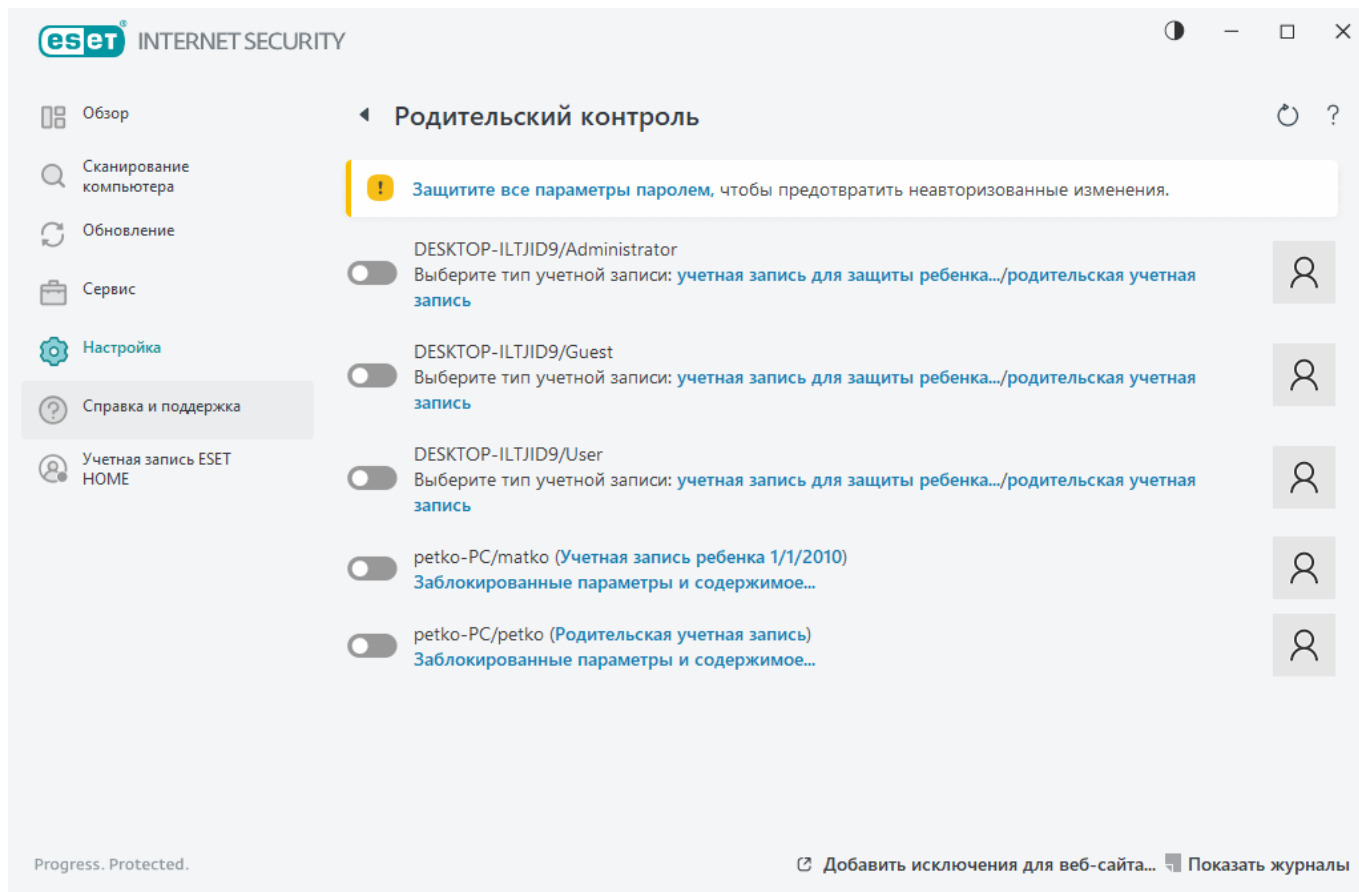 eset® INTERNET SECURITY
Обзор
Сканирование
компьютера
Обновление
Сервис
Настройка
Справка и поддержка
Учетная запись ESET
HOME
Родительский контроль
?
! Защитите все параметры паролем, чтобы предотвратить неавторизованные изменения.
DESKTOP-ILTJID9/Administrator
Выберите тип учетной записи: учетная запись для защиты ребенка.../родительская учетная
запись
DESKTOP-ILTJID9/Guest
Выберите тип учетной записи: учетная запись для защиты ребенка.../родительская учетная
запись
DESKTOP-ILTJID9/User
Выберите тип учетной записи: учетная запись для защиты ребенка.../родительская учетная
запись
petko-PC/matko (Учетная запись ребенка 1/1/2010)
Заблокированные параметры и содержимое...
petko-PC/petko (Родительская учетная запись)
Заблокированные параметры и содержимое...
Progress. Protected.
Добавить исключения для веб-сайта... Показать журналы